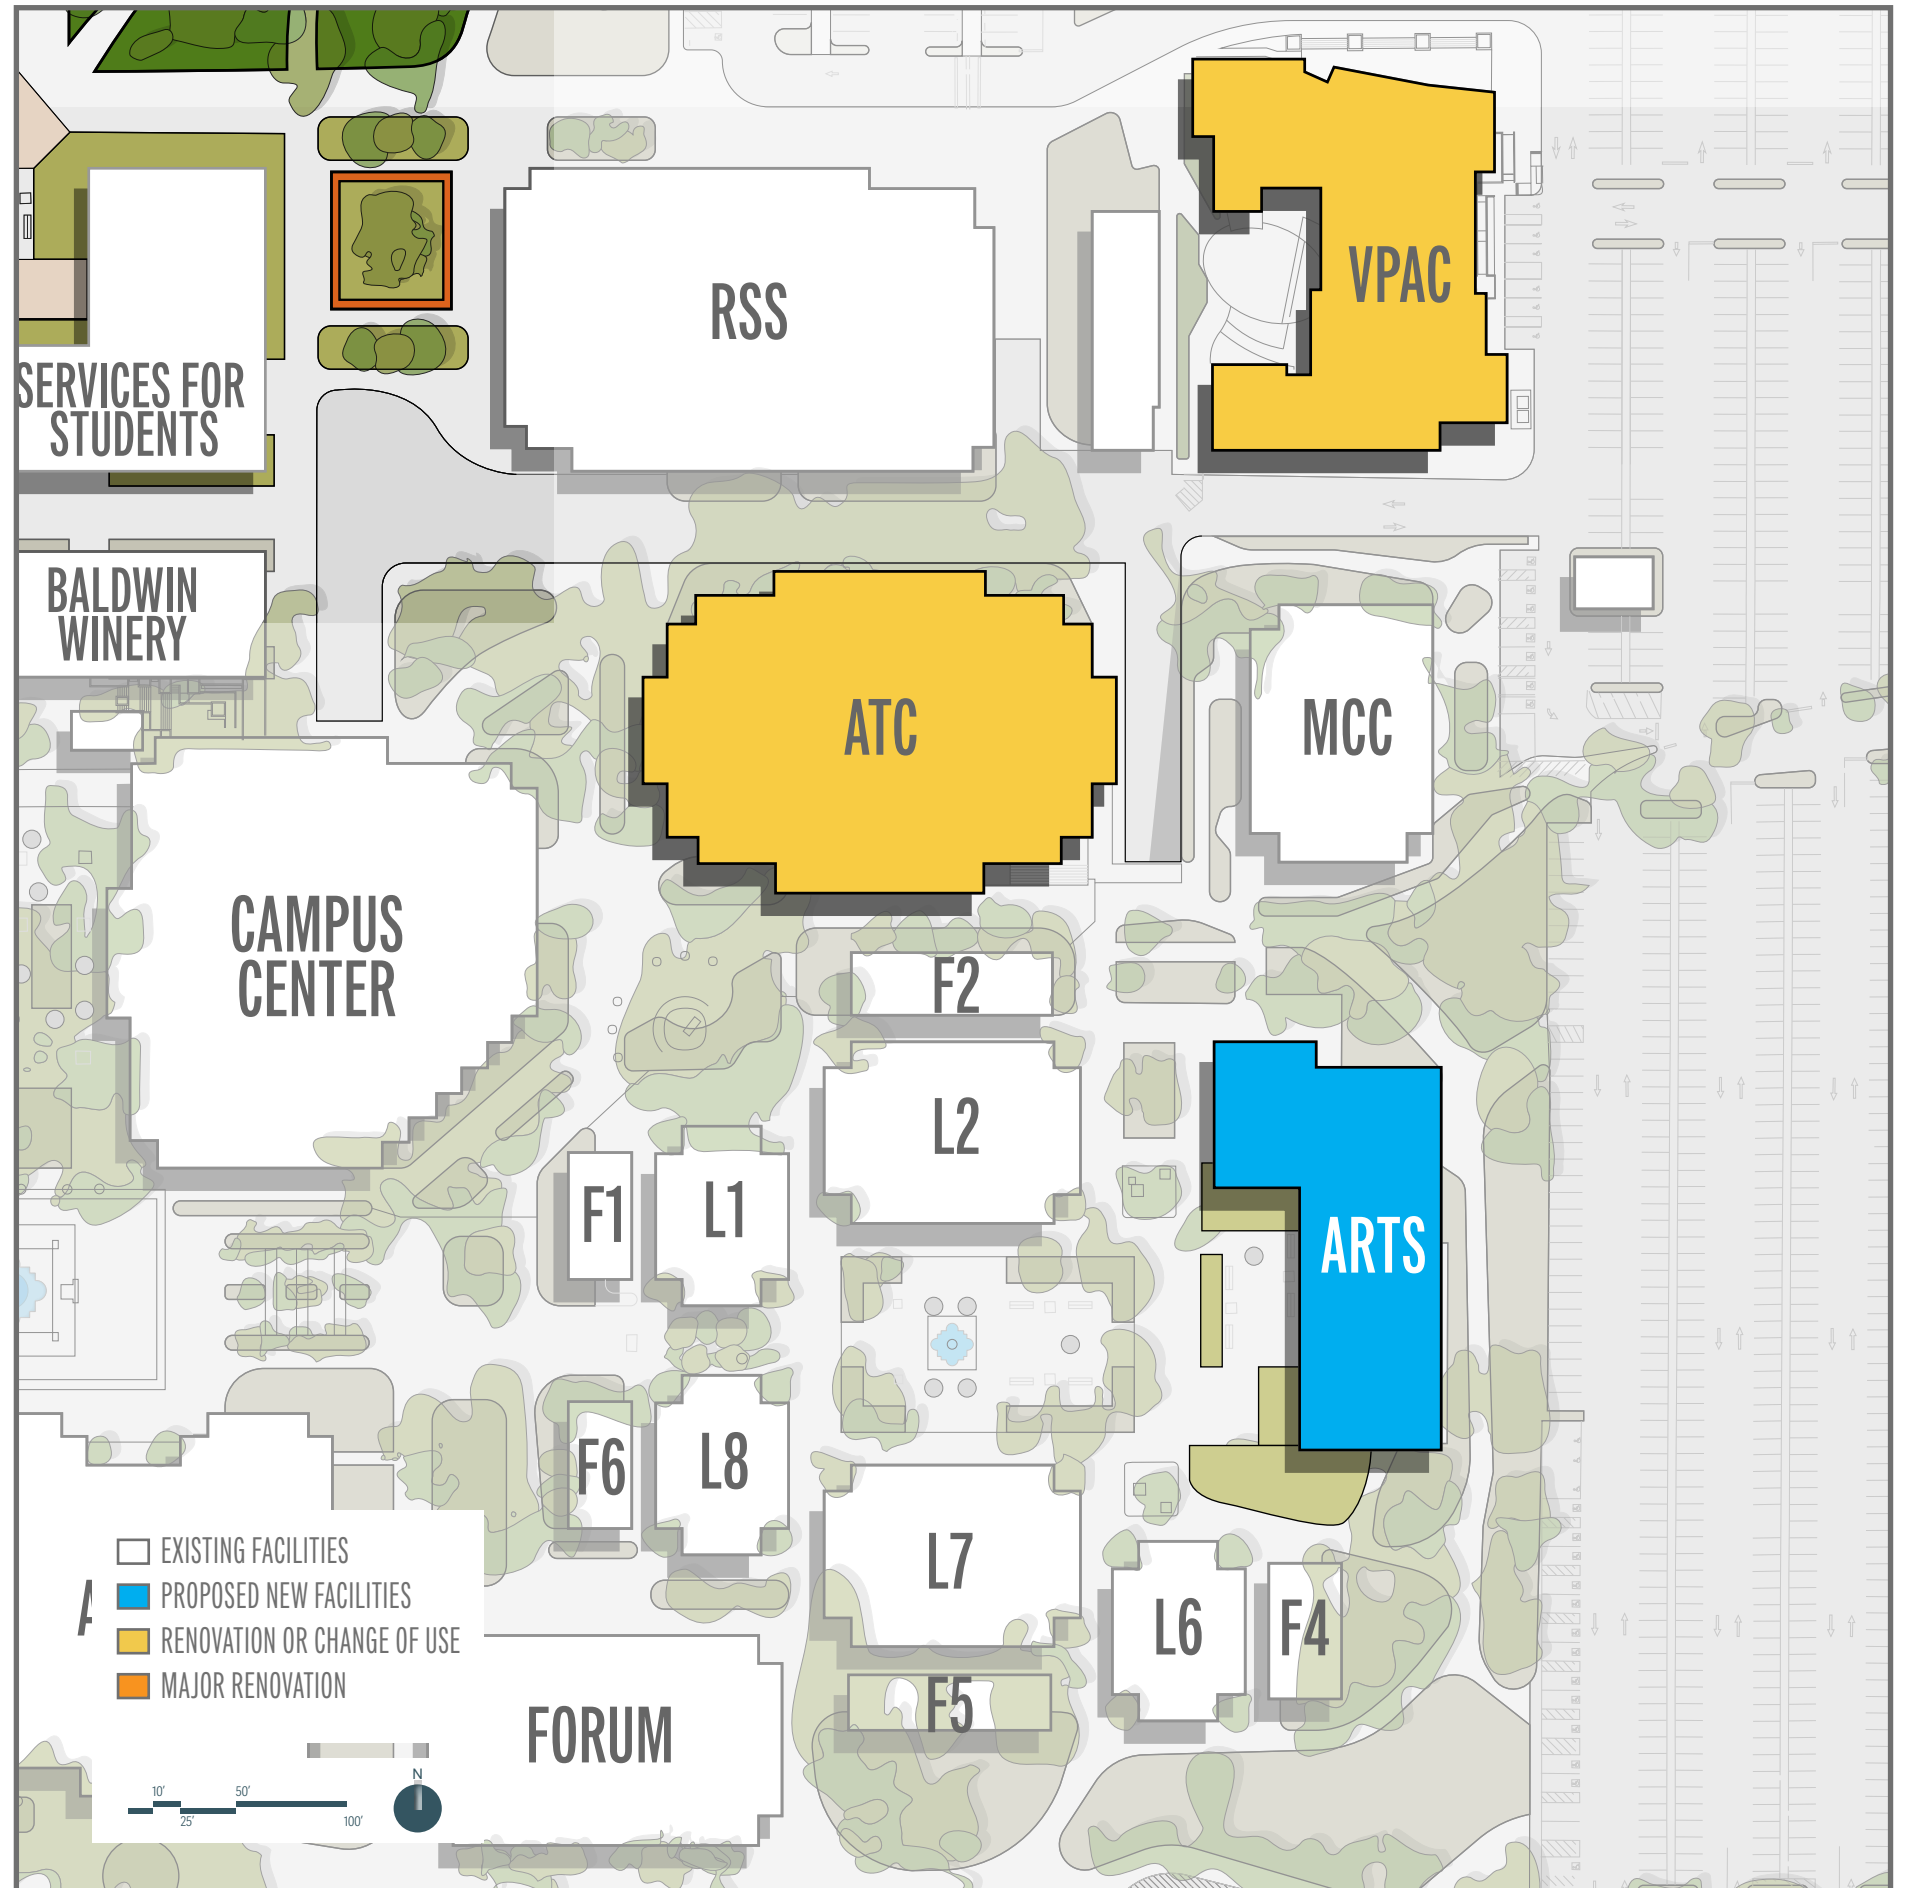 RSS
VPAC
SERVICES FOR
STUDENTS
BALDWIN
WINERY
ATC
MCC
CAMPUS
CENTER
F2
L2
F1
L1
ARTS
F6
L8
L7
L6
F4
F5
FORUM
EXISTING FACILITIES
PROPOSED NEW FACILITIES
RENOVATION OR CHANGE OF USE
MAJOR RENOVATION
N
10'
50'
25'
100'